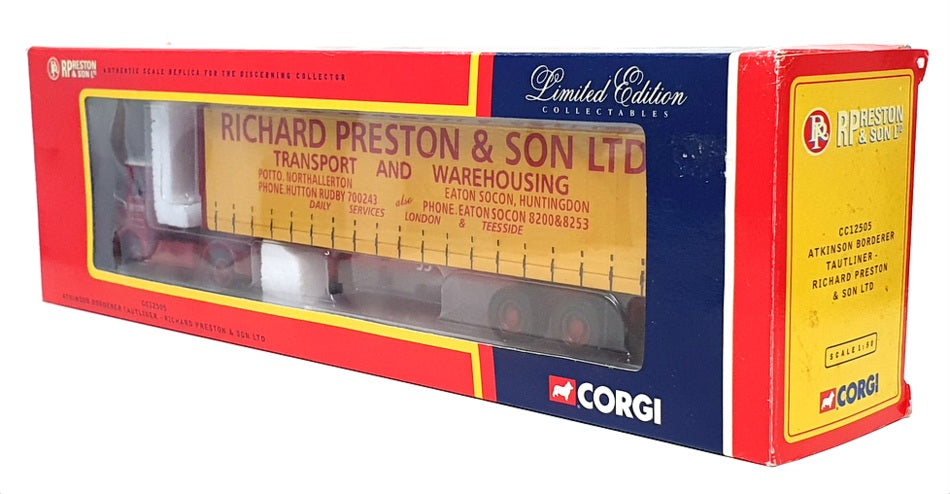 RPRESTON
& SON LTD
AUTHENTIC SCALE REPLICA FOR THE DISCERNING COLLECTOR
RICHARD PRESTON & SON LTD
TRANSPORT AND WAREHOUSING
POTTO. NORTHALLERTON
PHONE.HUTTON RUDBY 700243
EATON SOCON, HUNTINGDON
PHONE.EATON SOCON 8200&8253
DAILY SERVICES also LONDON & TEESSIDE
CC12505
ATKINSON BORDERER TAUTLINER - RICHARD PRESTON & SON LTD
Limited Edition
COLLECTABLES
CORGI
RP
RPRESTON
& SON LTD
CC12505
ATKINSON BORDERER
TAUTLINER -
RICHARD PRESTON
& SON LTD
SCALE 1:50
CORGI